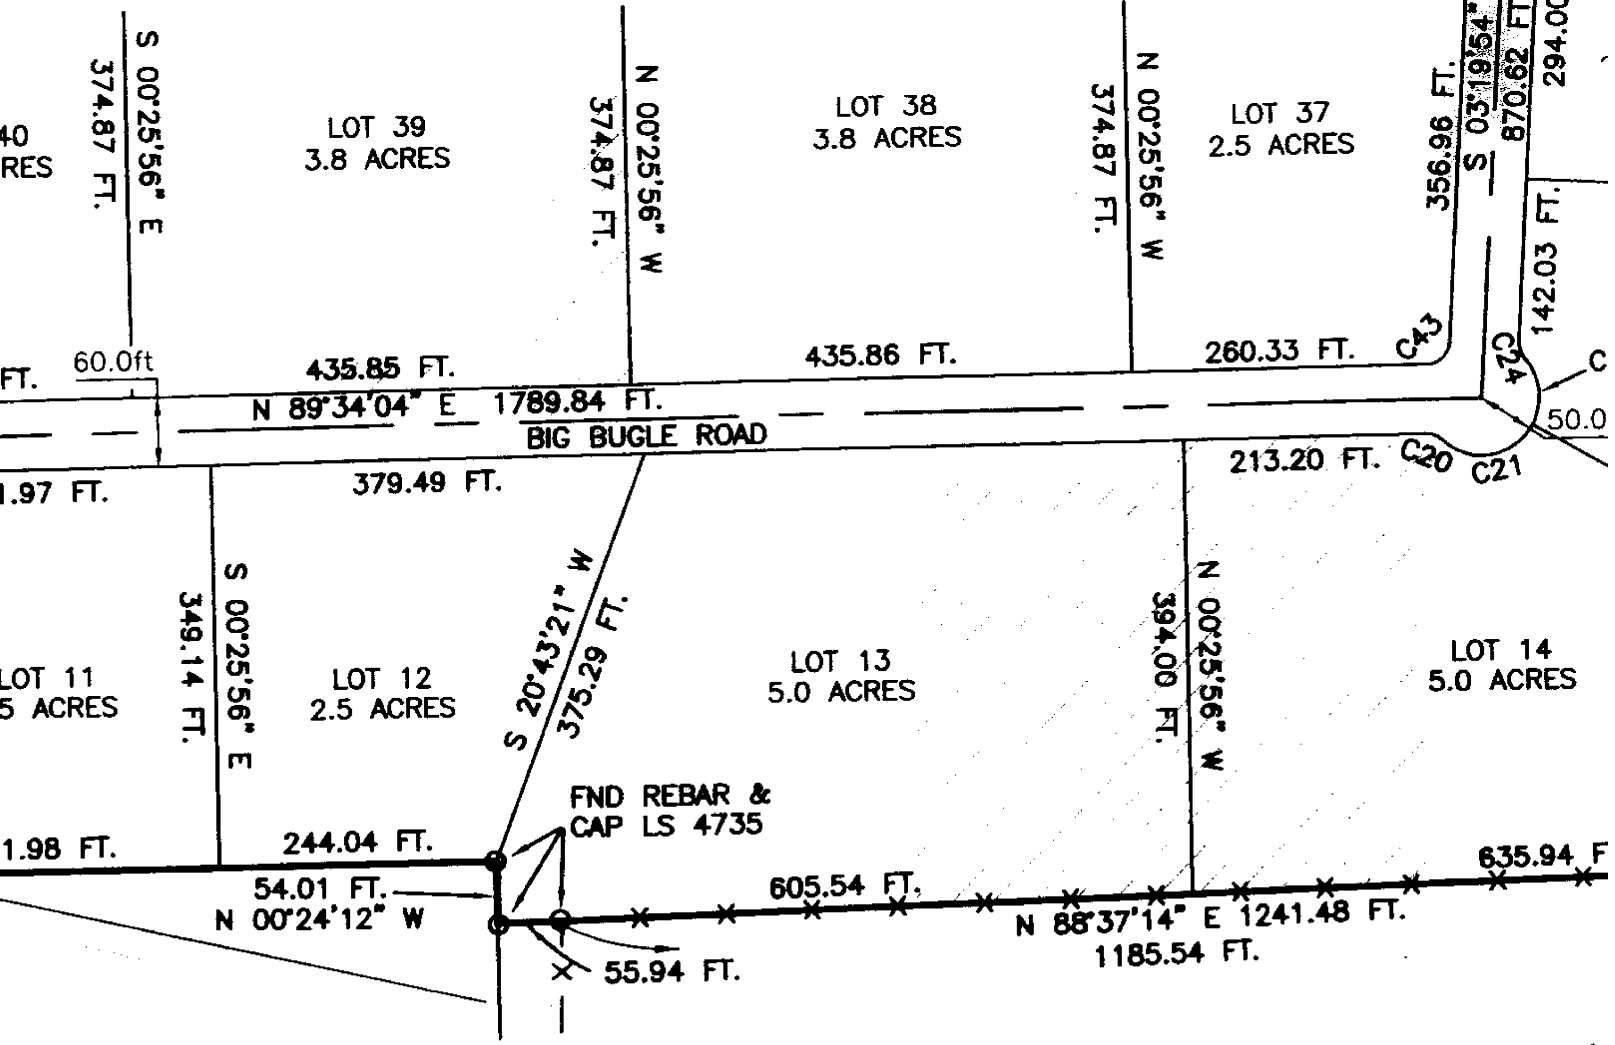 S 00°25'56" E
374.87 FT.
40
RES
LOT 39
3.8 ACRES
N 00°25'56" W
374.87 FT.
LOT 38
3.8 ACRES
N 00°25'56" W
374.87 FT.
LOT 37
2.5 ACRES
356.96 FT.
S 03°19'54"
870.62 FT
294.00
142.03 FT.
60.0ft
FT.
435.85 FT.
435.86 FT.
260.33 FT.
C43
C24
C
50.0
N 89°34'04" E 1789.84 FT.
BIG BUGLE ROAD
1.97 FT.
379.49 FT.
213.20 FT.
C20
C21
S 00°25'56" E
349.14 FT.
S 20°43'21" W
375.29 FT.
N 00°25'56" W
394.00 FT.
LOT 11
5 ACRES
LOT 12
2.5 ACRES
LOT 13
5.0 ACRES
LOT 14
5.0 ACRES
FND REBAR &
CAP LS 4735
1.98 FT.
244.04 FT.
54.01 FT.
N 00°24'12" W
605.54 FT.
635.94 F
N 88°37'14" E 1241.48 FT.
1185.54 FT.
55.94 FT.